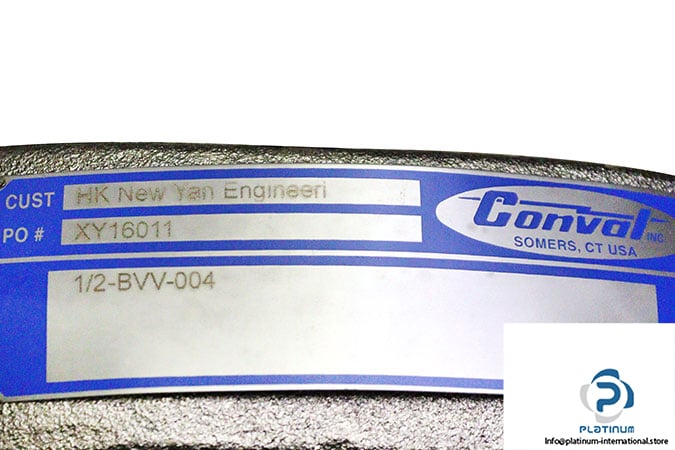 CUST HK New Yan Engineeri
PO # XY16011
Conval INC.
SOMERS, CT USA
1/2-BVV-004
PLATINUM
Info@platinum-international.store